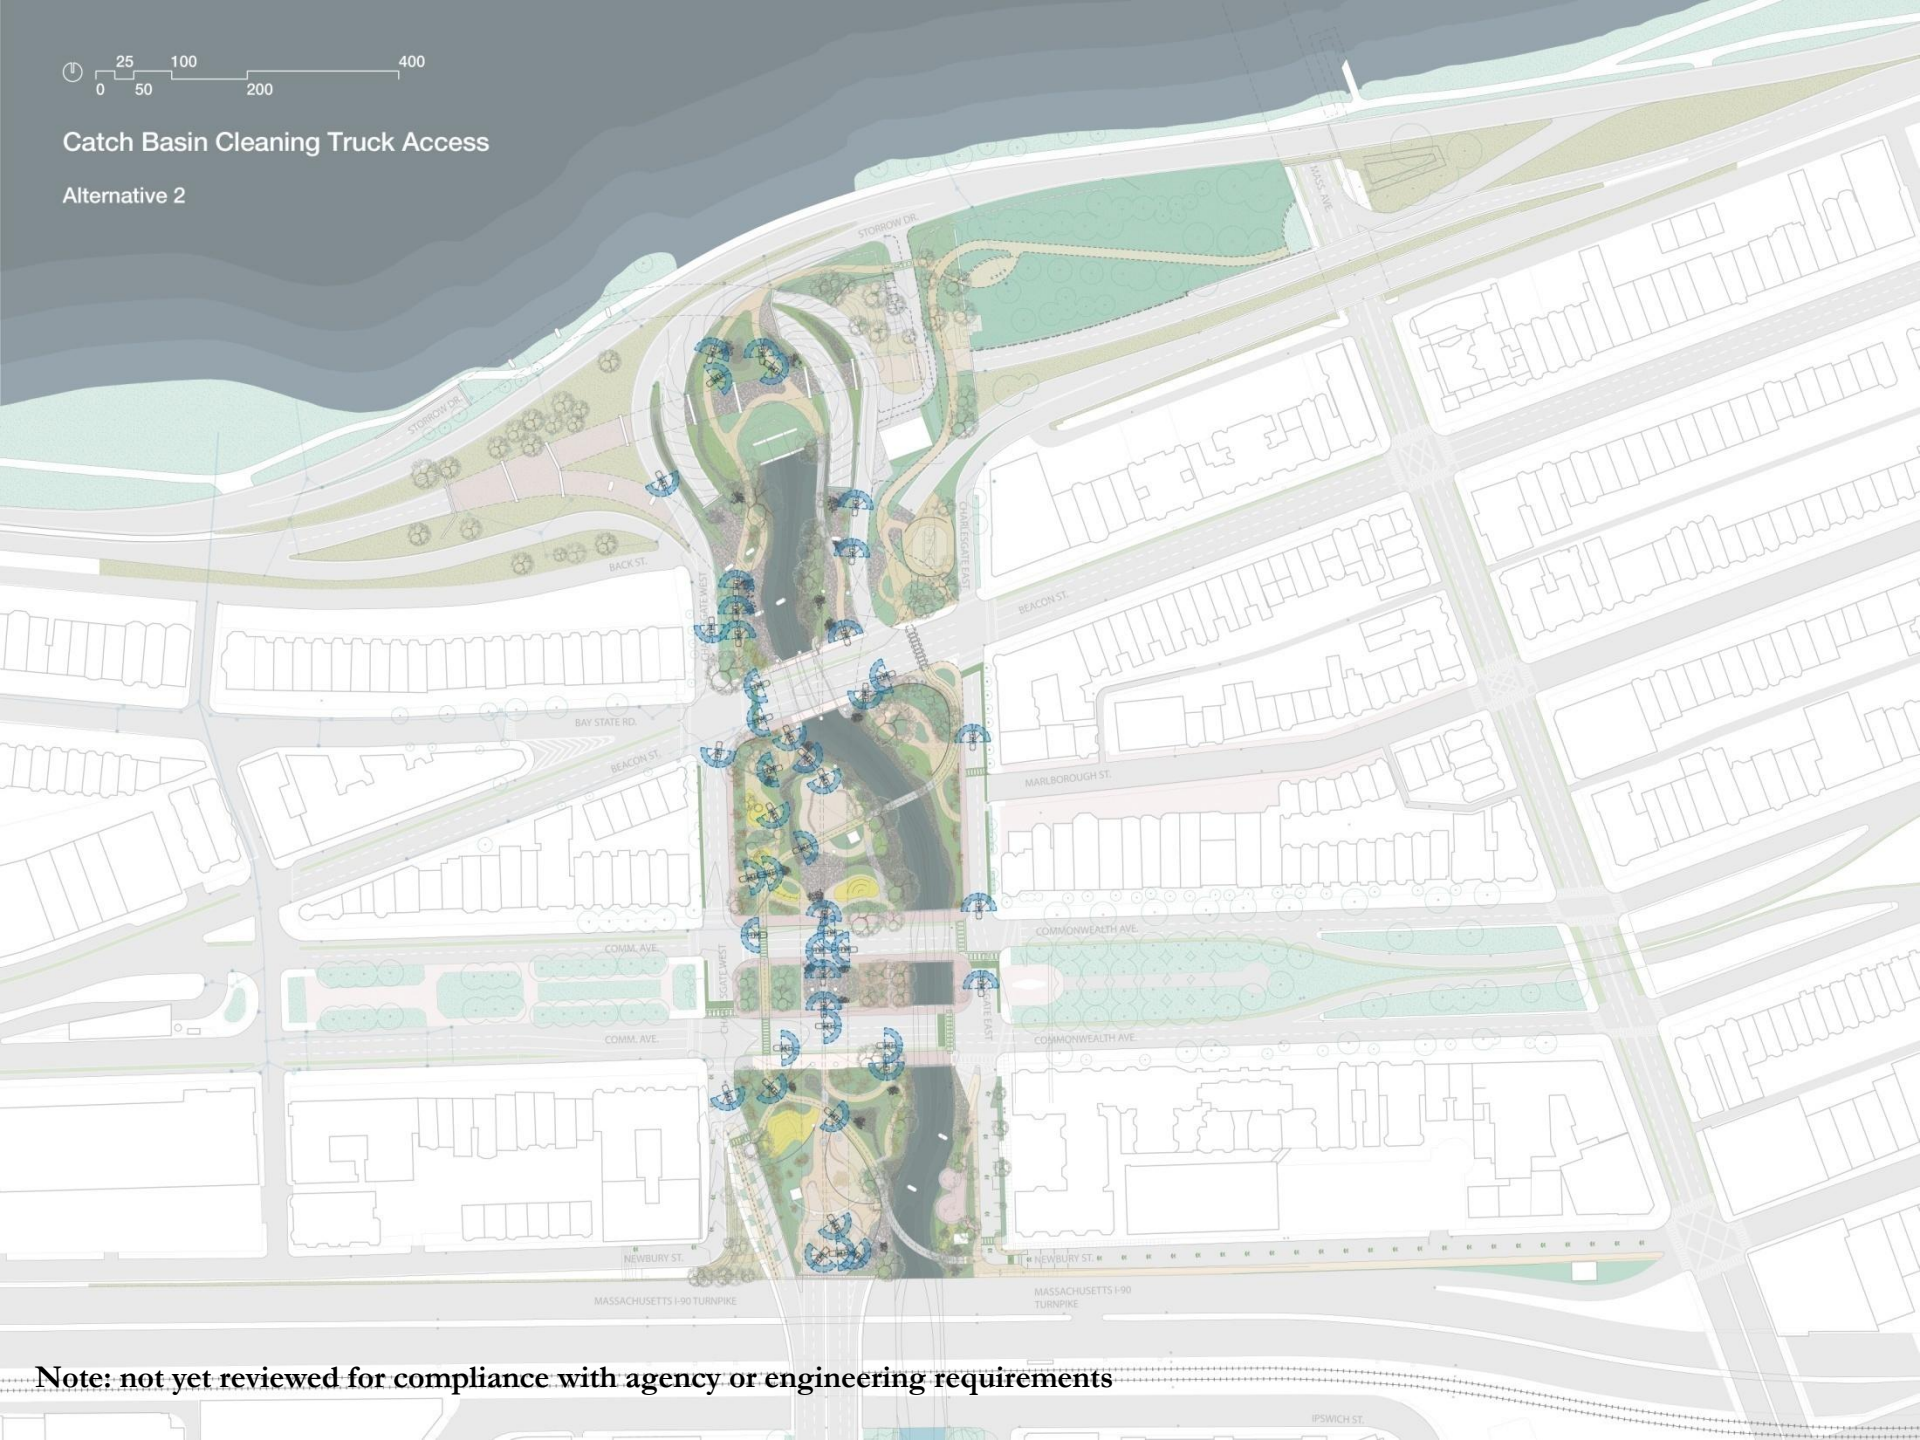 25 100 400
0 50 200
Catch Basin Cleaning Truck Access
Alternative 2
MASS. AVE.
STORROW DR.
STORROW DR.
CHARLESGATE EAST
BACK ST.
BEACON ST.
BAY STATE RD.
BEACON ST.
MARLBOROUGH ST.
COMMONWEALTH AVE.
COMM. AVE.
COMM. AVE.
COMMONWEALTH AVE.
NEWBURY ST.
NEWBURY ST.
MASSACHUSETTS I-90 TURNPIKE
MASSACHUSETTS I-90
TURNPIKE
Note: not yet reviewed for compliance with agency or engineering requirements
IPSWICH ST.